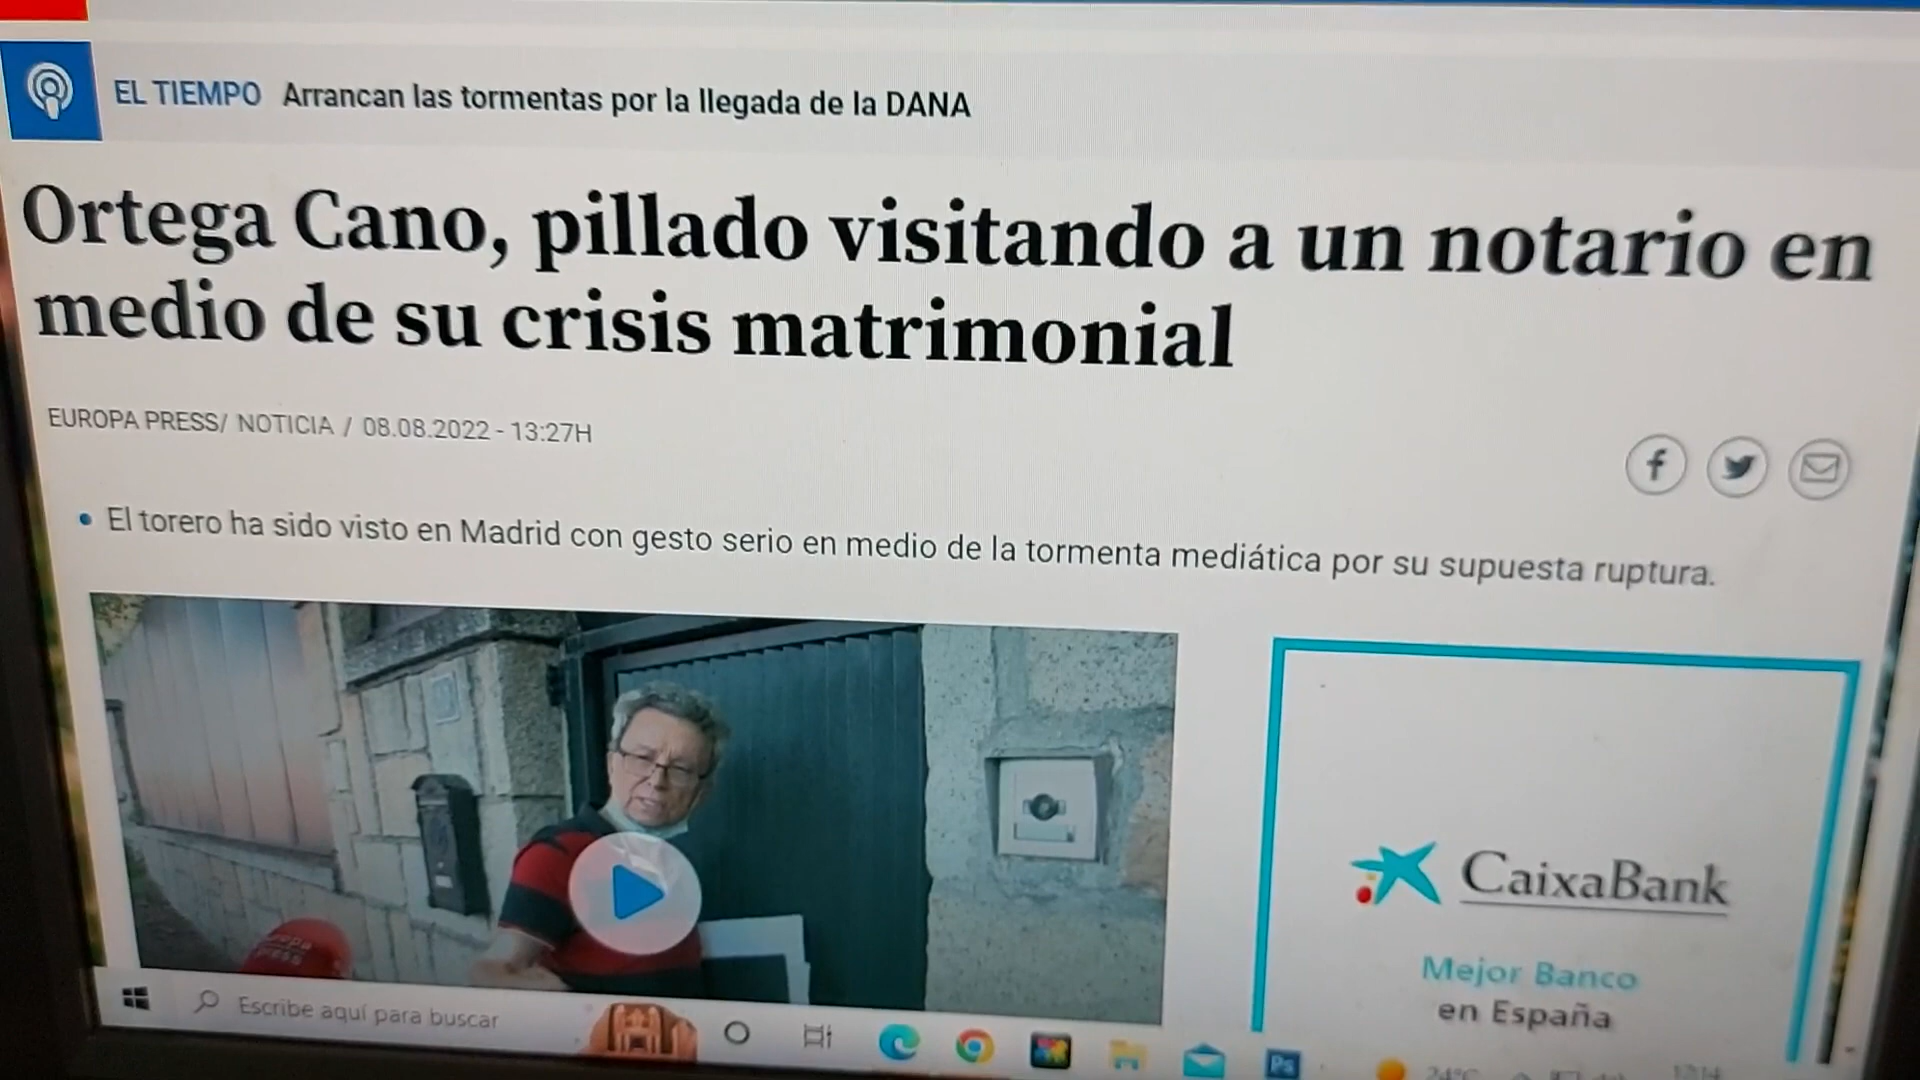 EL TIEMPO Arrancan las tormentas por la llegada de la DANA
Ortega Cano, pillado visitando a un notario en
medio de su crisis matrimonial
EUROPA PRESS/ NOTICIA / 08.08.2022 - 13:27H
El torero ha sido visto en Madrid con gesto serio en medio de la tormenta mediática por su supuesta ruptura.
CaixaBank
Mejor Banco
en España
Escribe aquí para buscar
Ps
24°C